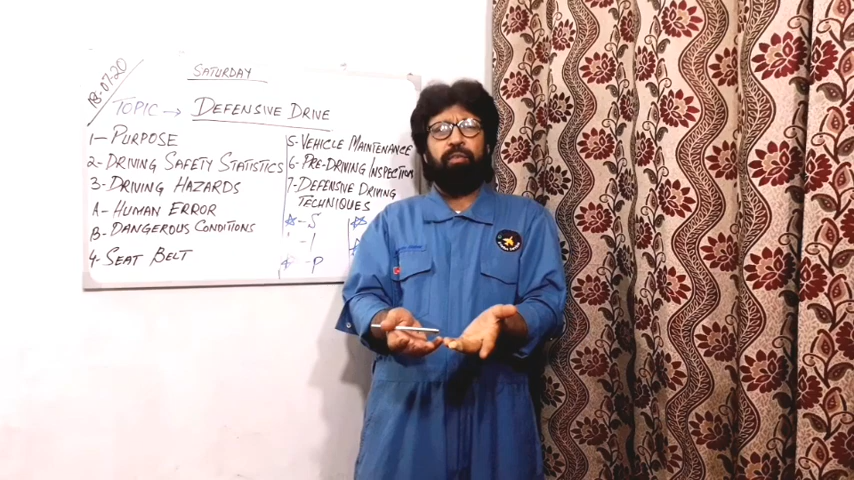 18-07-20
SATURDAY
TOPIC → DEFENSIVE DRIVE
1- PURPOSE
2- DRIVING SAFETY STATISTICS
3- DRIVING HAZARDS
A- HUMAN ERROR
B- DANGEROUS CONDITIONS
4- SEAT BELT
5- VEHICLE MAINTENANCE
6- PRE-DRIVING INSPECTION
7- DEFENSIVE DRIVING
TECHNIQUES
☆-S
-I
☆-P